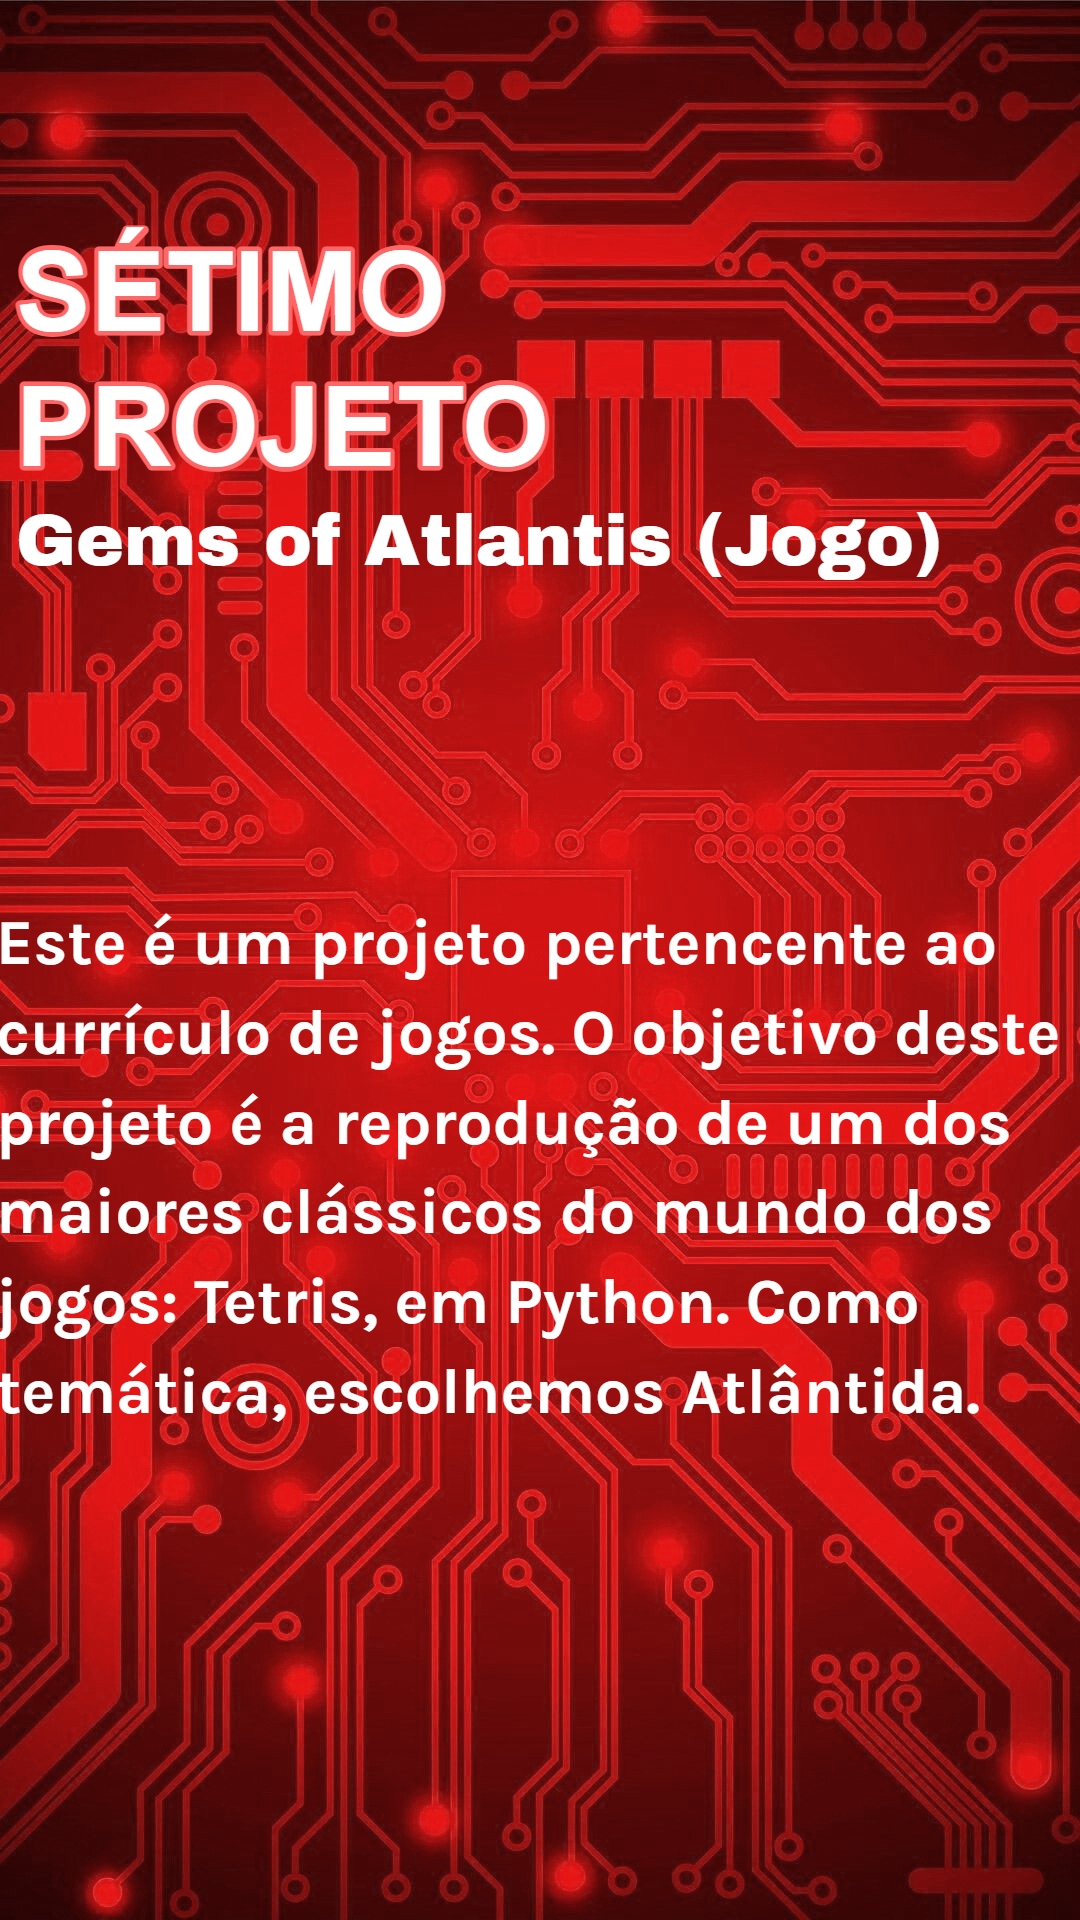 SÉTIMO
PROJETO
Gems of Atlantis (Jogo)
Este é um projeto pertencente ao
currículo de jogos. O objetivo deste
projeto é a reprodução de um dos
maiores clássicos do mundo dos
jogos: Tetris, em Python. Como
temática, escolhemos Atlântida.